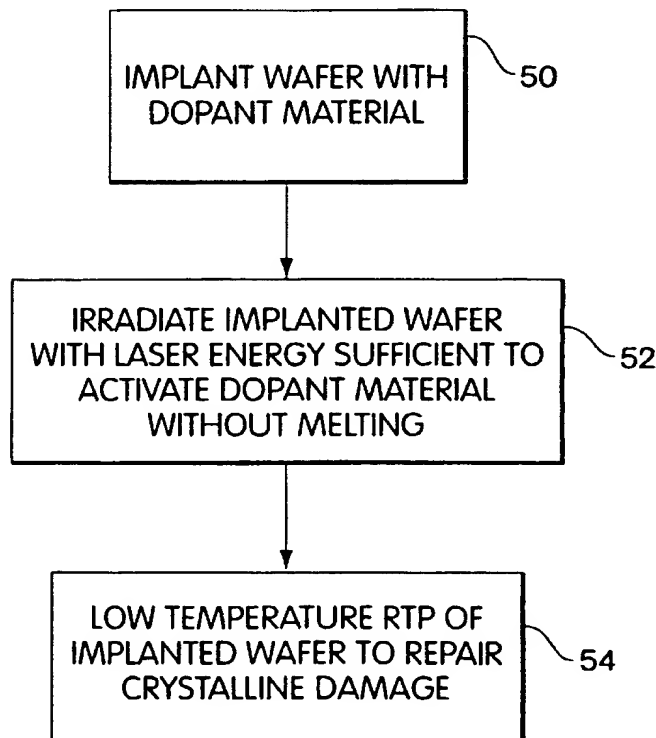 IMPLANT WAFER WITH
DOPANT MATERIAL
50
IRRADIATE IMPLANTED WAFER
WITH LASER ENERGY SUFFICIENT TO
ACTIVATE DOPANT MATERIAL
WITHOUT MELTING
52
LOW TEMPERATURE RTP OF
IMPLANTED WAFER TO REPAIR
CRYSTALLINE DAMAGE
54